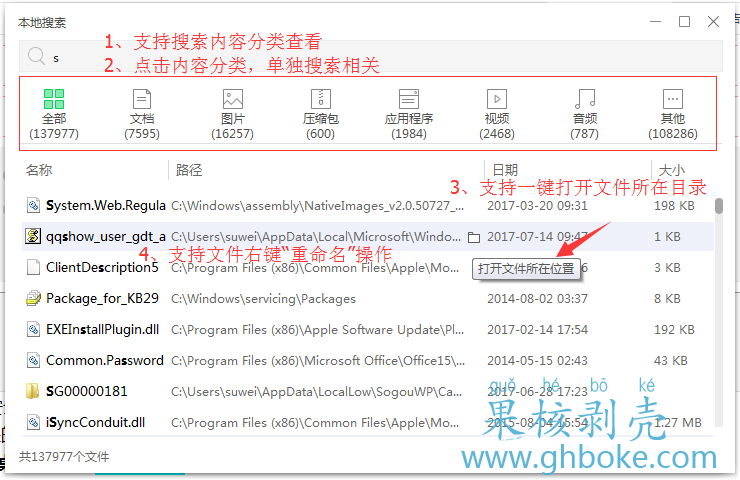 本地搜索
1、支持搜索内容分类查看
s
2、点击内容分类，单独搜索相关
全部 文档 图片 压缩包 应用程序 视频 音频 其他
(137977) (7595) (16257) (600) (1984) (2468) (787) (108286)
名称 路径 日期 大小
3、支持一键打开文件所在目录
System.Web.Regula C:\Windows\assembly\NativeImages_v2.0.50727_... 2017-03-20 09:31 198 KB
qqshow_user_gdt_a C:\Users\suwei\AppData\Local\Microsoft\Windo... 2017-07-14 09:47 1 KB
4、支持文件右键“重命名”操作
ClientDescription5 C:\Program Files (x86)\Common Files\Apple\Mo... 6 3 KB
打开文件所在位置
Package_for_KB29 C:\Windows\servicing\Packages 2014-08-02 03:37 8 KB
EXEInstallPlugin.dll C:\Program Files (x86)\Apple Software Update\Pl... 2017-02-14 17:54 192 KB
Common.Password C:\Program Files (x86)\Microsoft Office\Office15\... 2014-05-15 02:43 43 KB
SG00000181 C:\Users\suwei\AppData\LocalLow\SogouWP\Ca... 2017-06-28 17:23
guǒ hé bō ké
iSyncConduit.dll C:\Program Files (x86)\Common Files\Apple\Mo... 2015-08-04 15:54 1.27 MB
果核剥壳
共137977个文件
www.ghboke.com